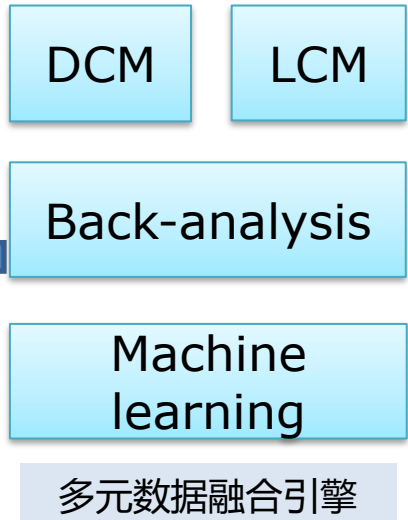 DCM LCM
Back-analysis
Machine
learning
多元数据融合引擎